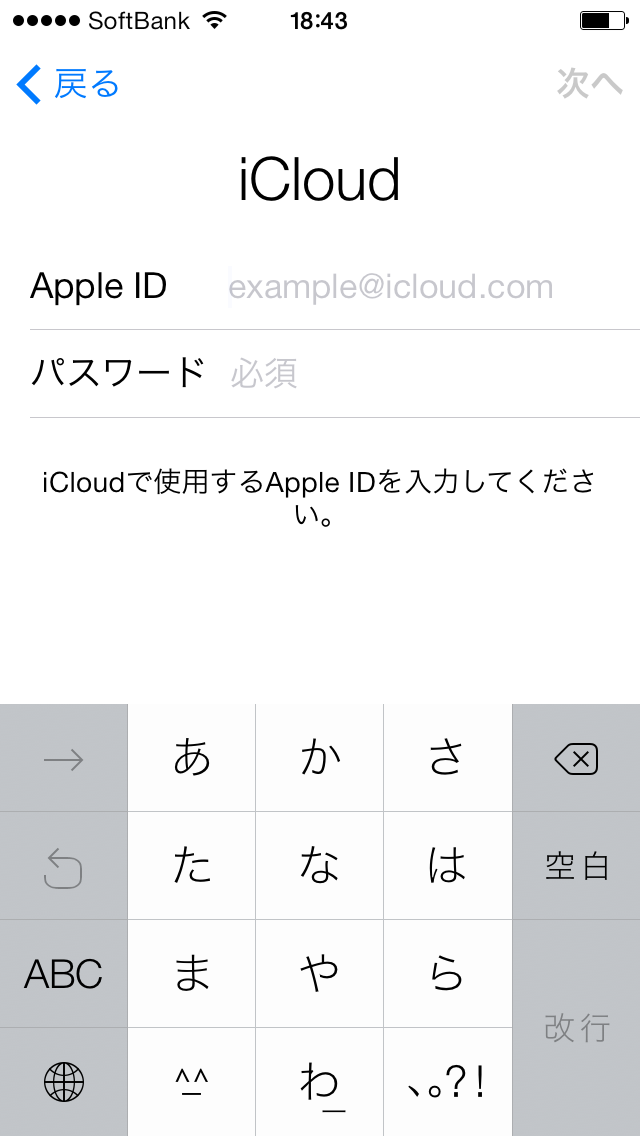 SoftBank 18:43
戻る 次へ
iCloud
Apple ID example@icloud.com
パスワード 必須
iCloudで使用するApple IDを入力してくださ
い。
→ あ か さ
た な は 空白
ABC ま や ら 改行
^_^ わ_ 、。?!